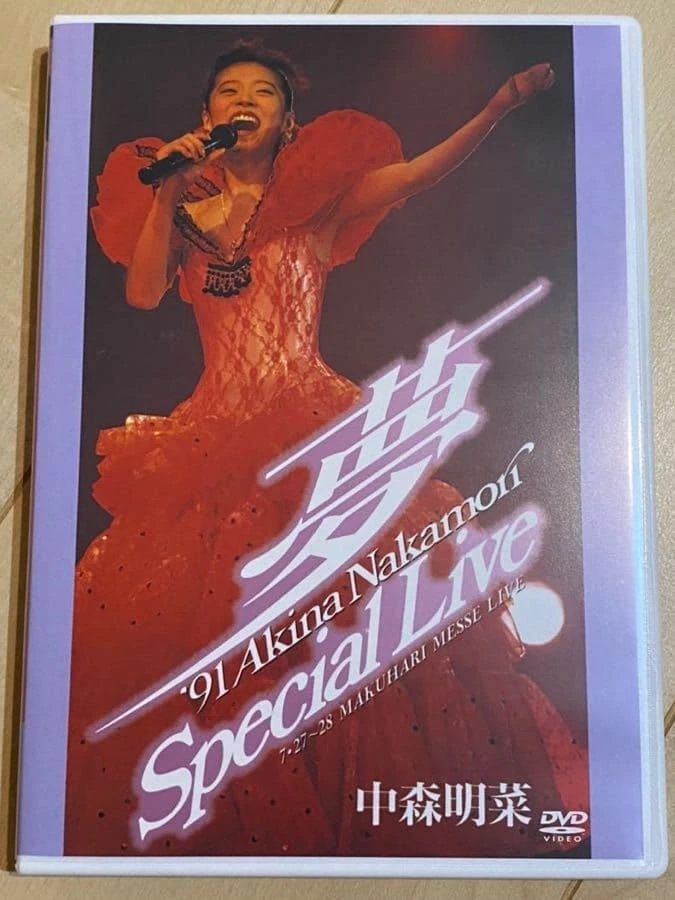 夢
'91 Akina Nakamori
Special Live
7・27～28 MAKUHARI MESSE LIVE
中森明菜
DVD
VIDEO